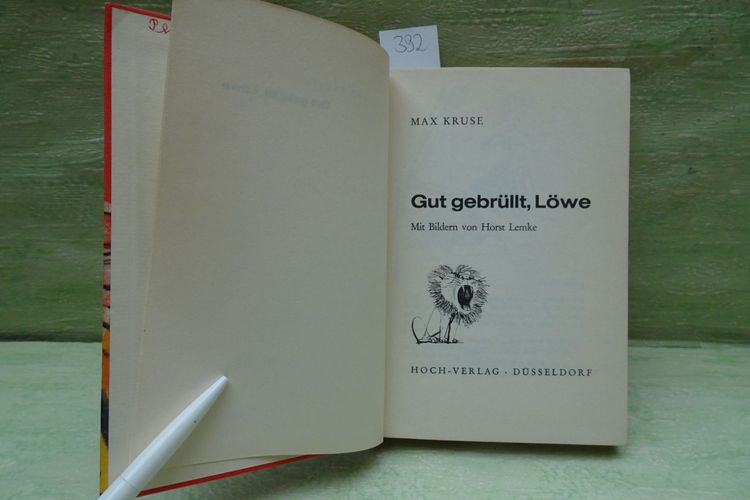 392
MAX KRUSE
Gut gebrüllt, Löwe
Mit Bildern von Horst Lemke
HOCH-VERLAG · DÜSSELDORF